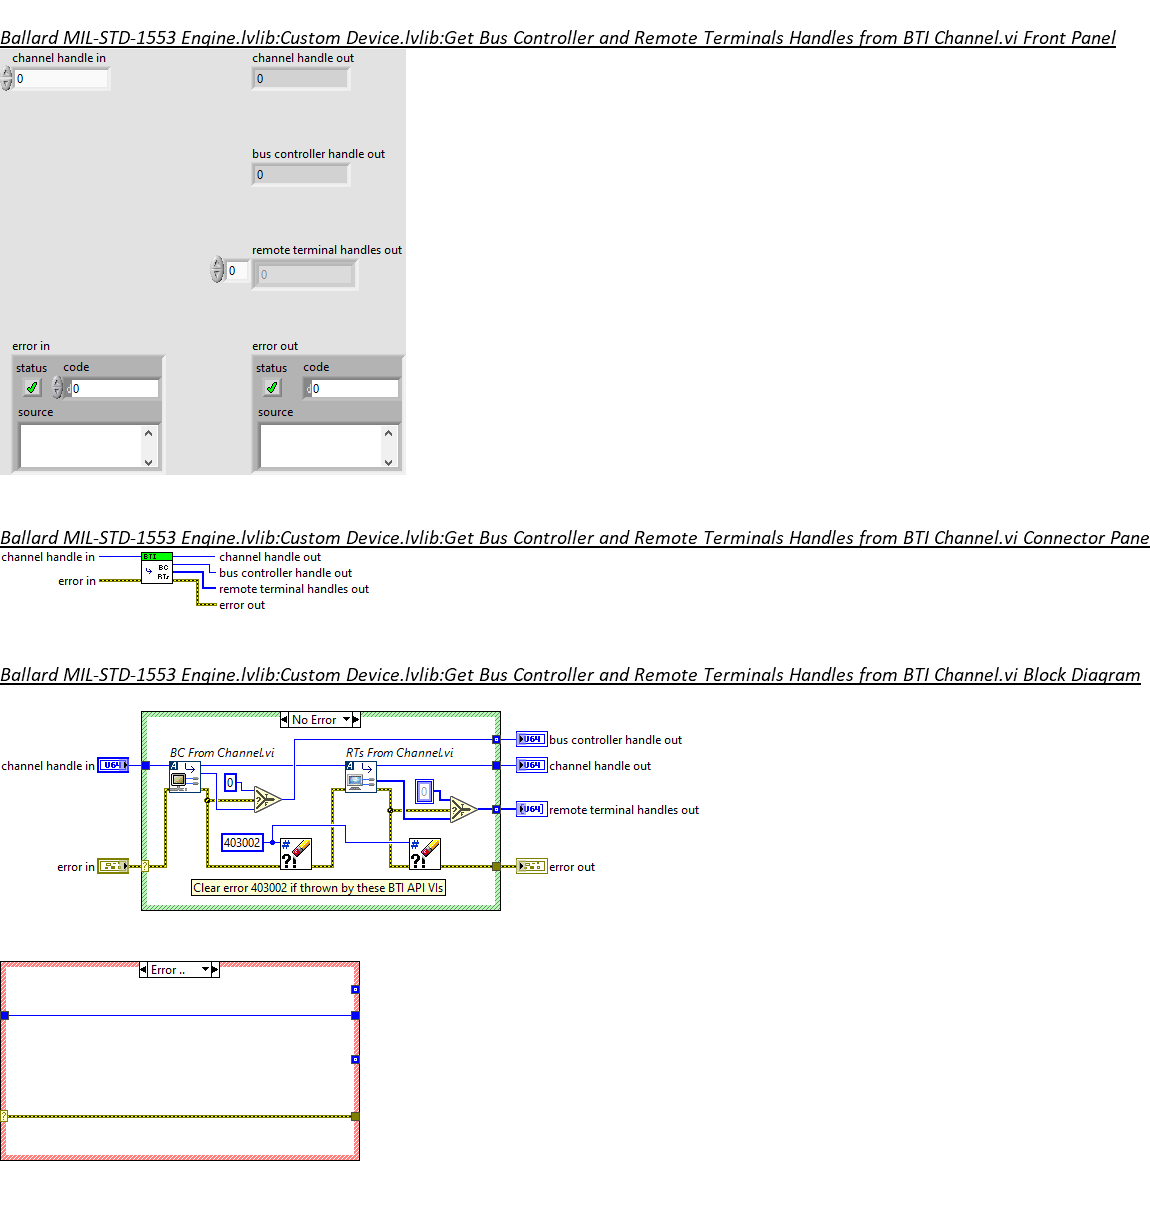 Ballard MIL-STD-1553 Engine.lvlib:Custom Device.lvlib:Get Bus Controller and Remote Terminals Handles from BTI Channel.vi Front Panel
channel handle in
channel handle out
0
0
bus controller handle out
0
remote terminal handles out
0
0
error in
error out
status code
status code
0
0
source
source
Ballard MIL-STD-1553 Engine.lvlib:Custom Device.lvlib:Get Bus Controller and Remote Terminals Handles from BTI Channel.vi Connector Pane
channel handle in
BTI
channel handle out
BC
bus controller handle out
RTs
error in
remote terminal handles out
error out
Ballard MIL-STD-1553 Engine.lvlib:Custom Device.lvlib:Get Bus Controller and Remote Terminals Handles from BTI Channel.vi Block Diagram
No Error
U64
bus controller handle out
BC From Channel.vi
RTs From Channel.vi
channel handle in
U64
U64
channel handle out
0
0
T
F
T
F
U64
remote terminal handles out
403002
#
?!
#
?!
error in
?
error out
Clear error 403002 if thrown by these BTI API VIs
Error ..
?